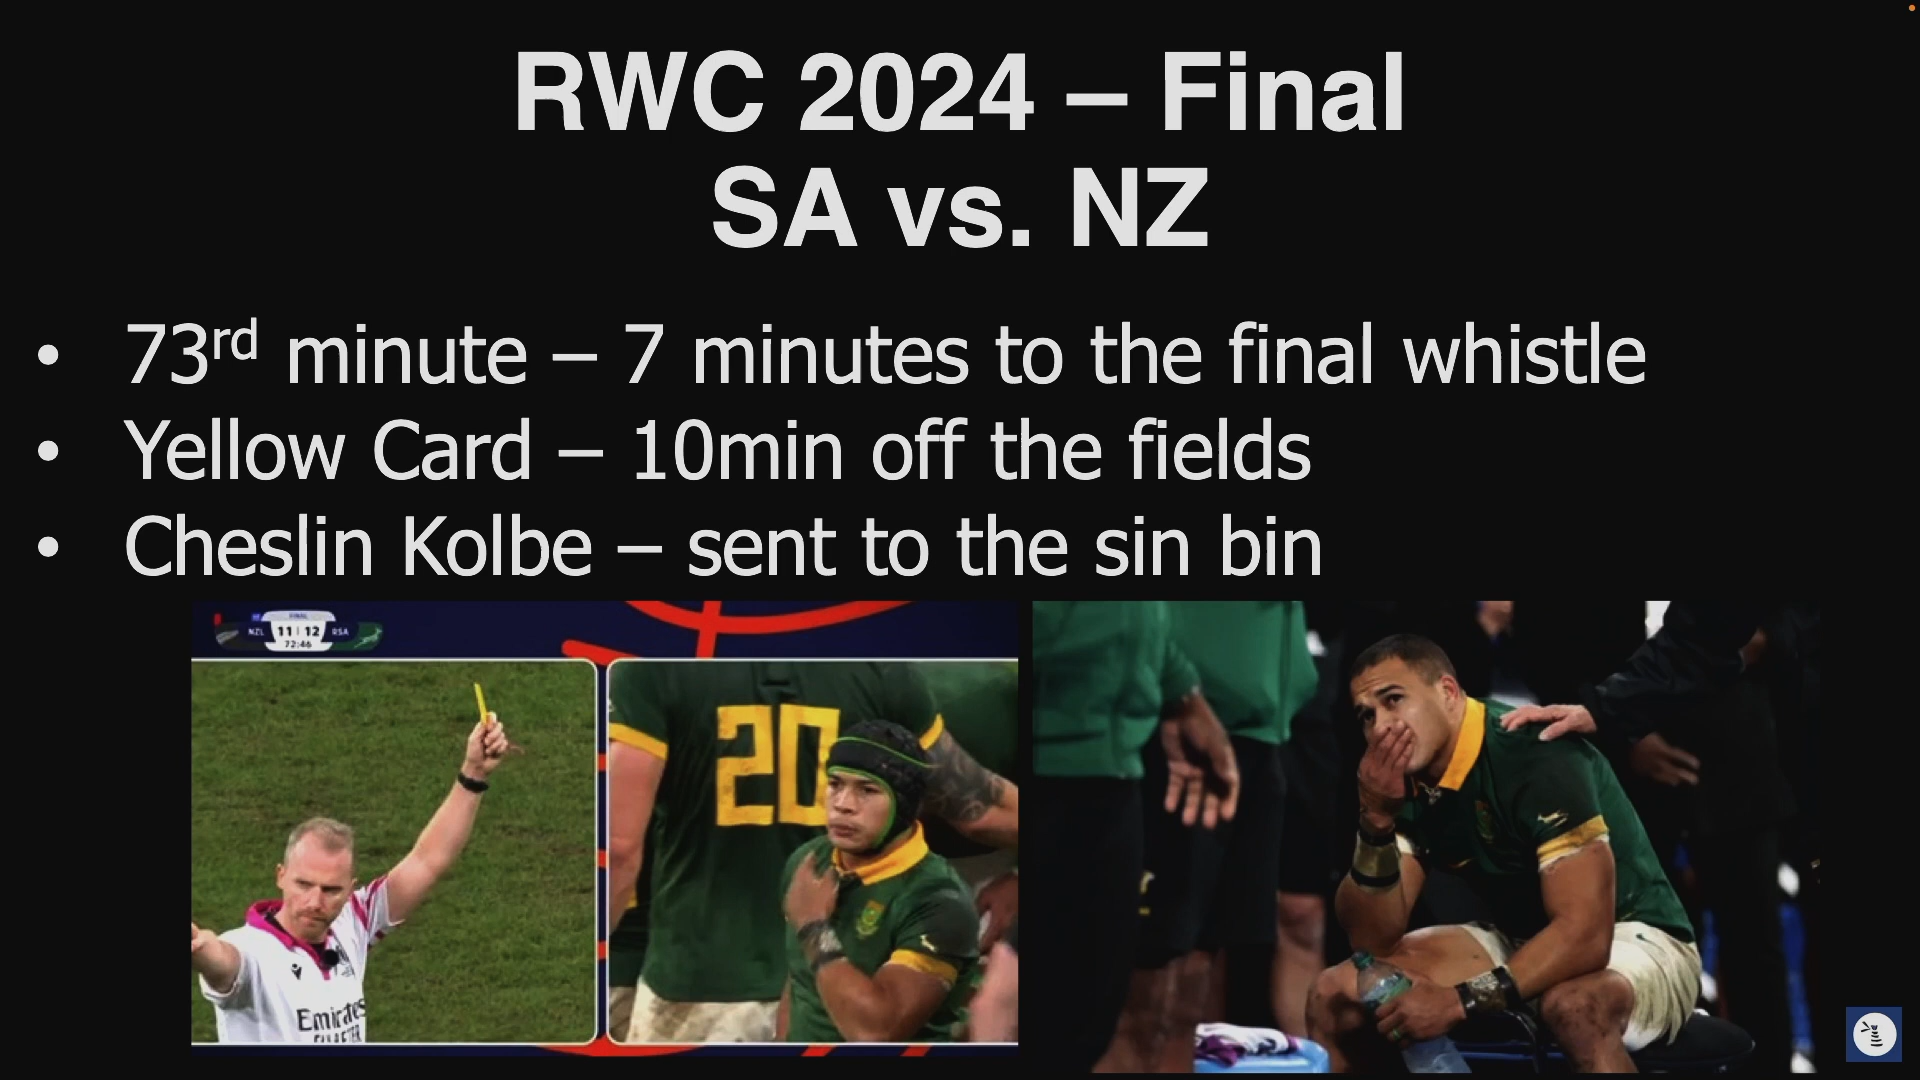 RWC 2024 – Final
SA vs. NZ
• 73rd minute – 7 minutes to the final whistle
• Yellow Card – 10min off the fields
• Cheslin Kolbe – sent to the sin bin
FINAL
NZL 11 12 RSA
72:46
20
Emirates